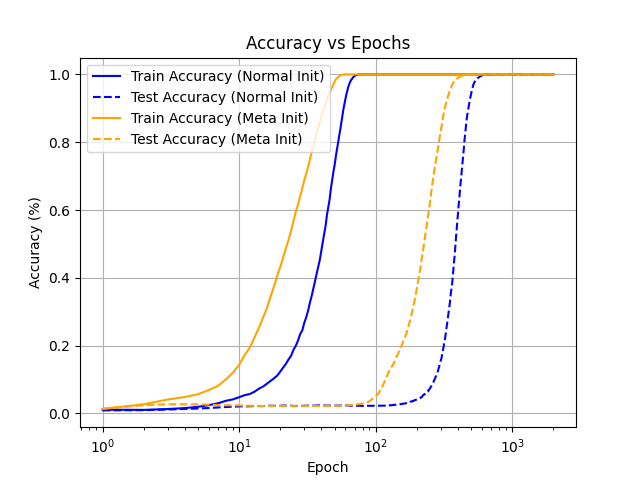 Accuracy vs Epochs
Train Accuracy (Normal Init)
Test Accuracy (Normal Init)
Train Accuracy (Meta Init)
Test Accuracy (Meta Init)
Accuracy (%)
1.0
0.8
0.6
0.4
0.2
0.0
10⁰ 10¹ 10² 10³
Epoch